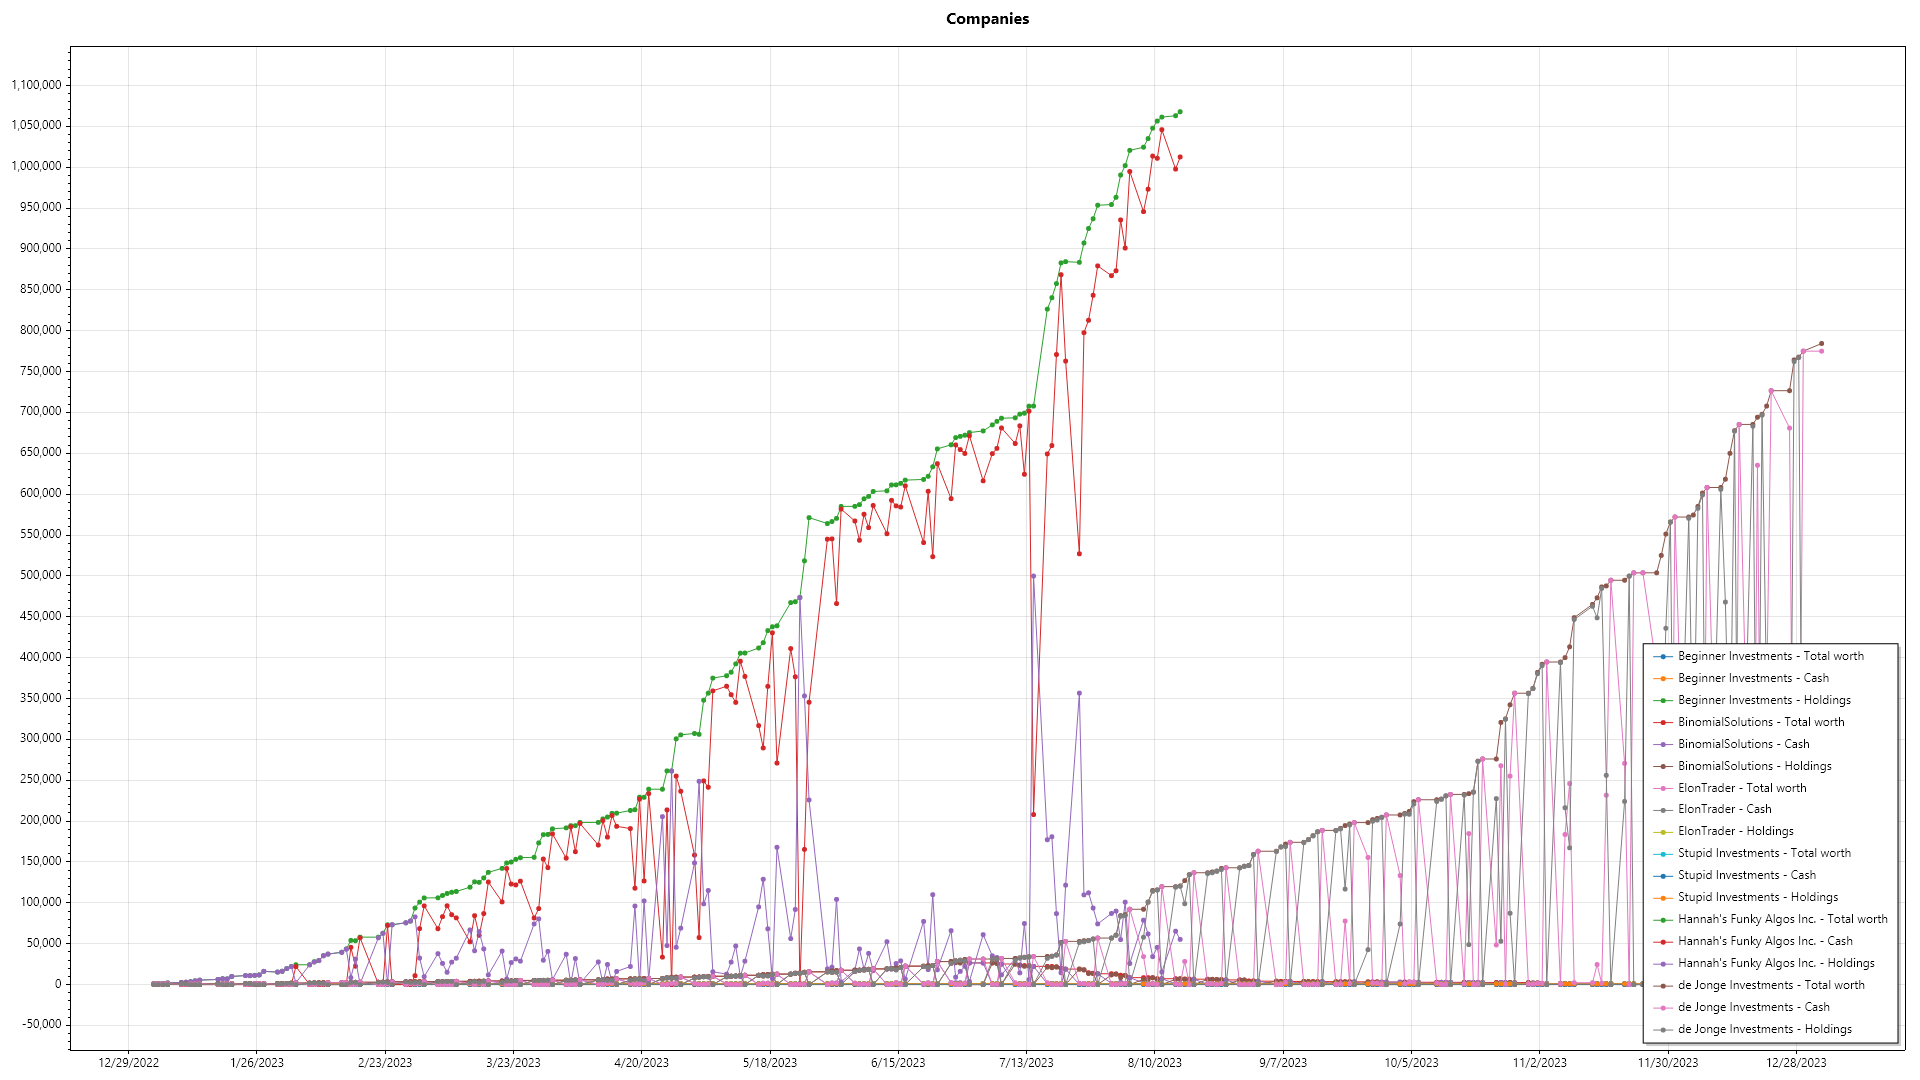 Companies
1,100,000
1,050,000
1,000,000
950,000
900,000
850,000
800,000
750,000
700,000
650,000
600,000
550,000
500,000
450,000
400,000
350,000
300,000
250,000
200,000
150,000
100,000
50,000
0
-50,000
Beginner Investments - Total worth
Beginner Investments - Cash
Beginner Investments - Holdings
BinomialSolutions - Total worth
BinomialSolutions - Cash
BinomialSolutions - Holdings
ElonTrader - Total worth
ElonTrader - Cash
ElonTrader - Holdings
Stupid Investments - Total worth
Stupid Investments - Cash
Stupid Investments - Holdings
Hannah's Funky Algos Inc. - Total worth
Hannah's Funky Algos Inc. - Cash
Hannah's Funky Algos Inc. - Holdings
de Jonge Investments - Total worth
de Jonge Investments - Cash
de Jonge Investments - Holdings
12/29/2022 1/26/2023 2/23/2023 3/23/2023 4/20/2023 5/18/2023 6/15/2023 7/13/2023 8/10/2023 9/7/2023 10/5/2023 11/2/2023 11/30/2023 12/28/2023